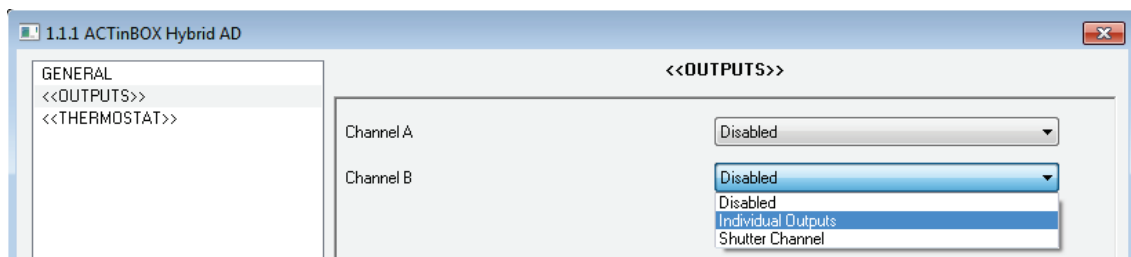 1.1.1 ACTinBOX Hybrid AD
GENERAL
<<OUTPUTS>>
<<THERMOSTAT>>
<<OUTPUTS>>
Channel A
Disabled
Channel B
Disabled
Disabled
Individual Outputs
Shutter Channel